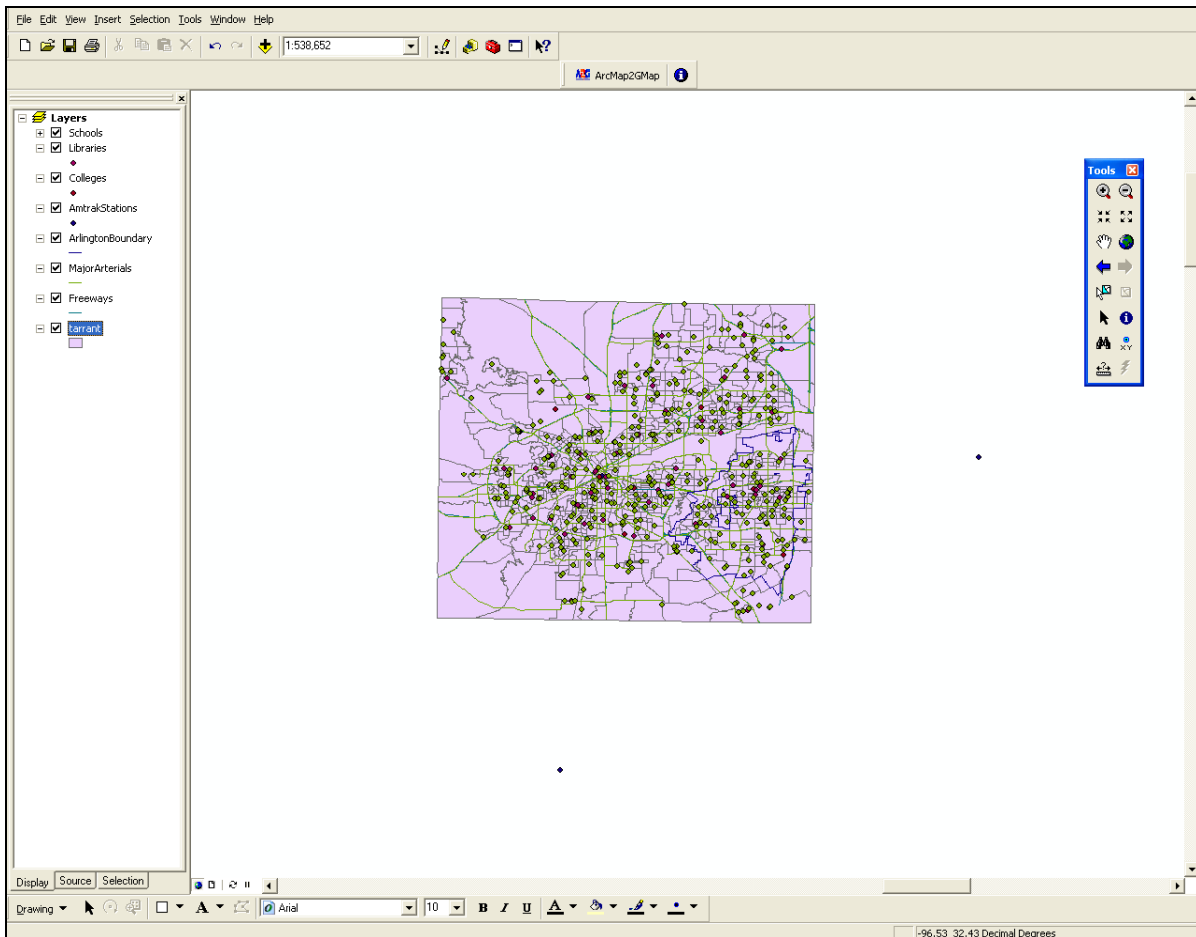 File Edit View Insert Selection Tools Window Help
1:538,652
ArcMap2GMap
Layers
Schools
Libraries
Colleges
AmtrakStations
ArlingtonBoundary
MajorArterials
Freeways
tarrant
Tools
XY
Display Source Selection
Drawing A Arial 10 B I U A
-96.53 32.43 Decimal Degrees